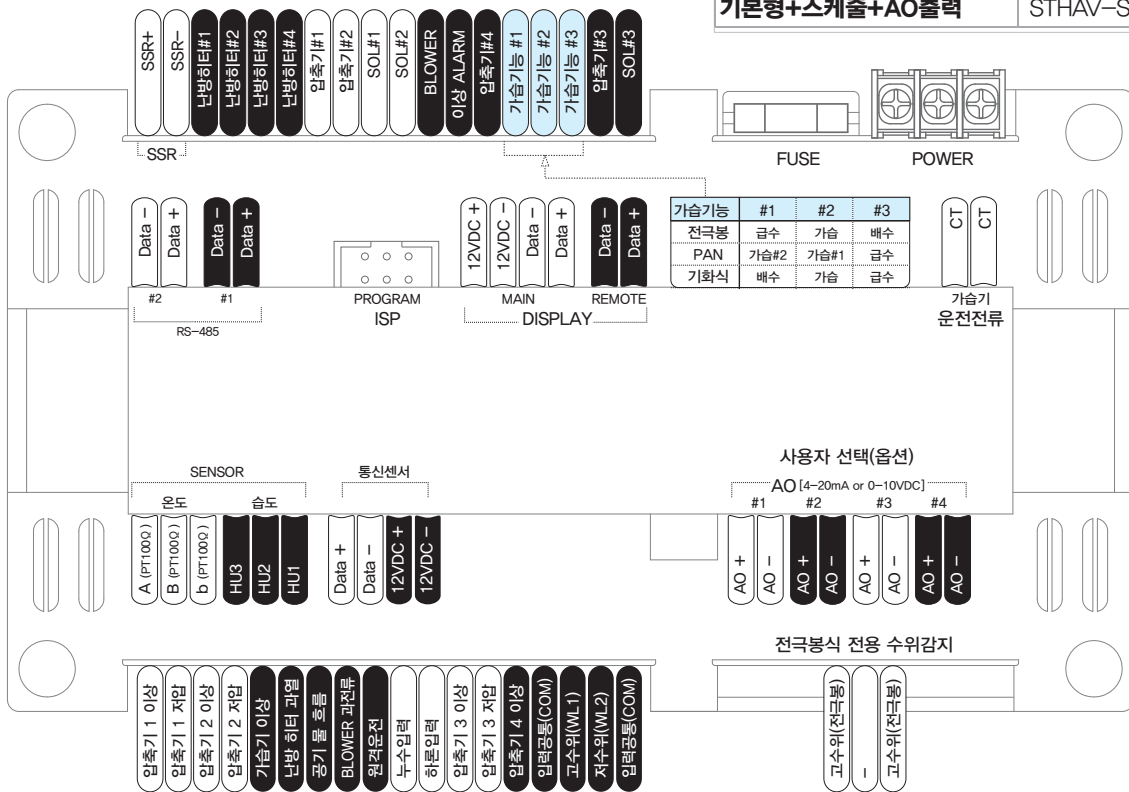 기본형+스케줄+AO출력
STHAV-S
SSR+
SSR-
난방히터#1
난방히터#2
난방히터#3
난방히터#4
압축기#1
압축기#2
SOL#1
SOL#2
BLOWER
이상 ALARM
압축기#4
가습기능 #1
가습기능 #2
가습기능 #3
압축기#3
SOL#3
SSR
FUSE
POWER
Data -
Data +
Data -
Data +
12VDC +
12VDC -
Data -
Data +
Data -
Data +
가습기능 #1 #2 #3
전극봉 급수 가습 배수
PAN 가습#2 가습#1 급수
기화식 배수 가습 급수
CT
CT
#2 #1
RS-485
PROGRAM
ISP
MAIN REMOTE
DISPLAY
가습기
운전전류
SENSOR
온도 습도
통신센서
사용자 선택(옵션)
AO [4-20mA or 0-10VDC]
#1 #2 #3 #4
A (PT100Ω)
B (PT100Ω)
b (PT100Ω)
HU3
HU2
HU1
Data +
Data -
12VDC +
12VDC -
AO +
AO -
AO +
AO -
AO +
AO -
AO +
AO -
전극봉식 전용 수위감지
압축기 1 이상
압축기 1 저압
압축기 2 이상
압축기 2 저압
가습기 이상
난방 히터 과열
공기 물 흐름
BLOWER 과전류
원격운전
누수입력
하론입력
압축기 3 이상
압축기 3 저압
압축기 4 이상
입력공통(COM)
고수위(WL1)
저수위(WL2)
입력공통(COM)
고수위(전극봉)
-
고수위(전극봉)